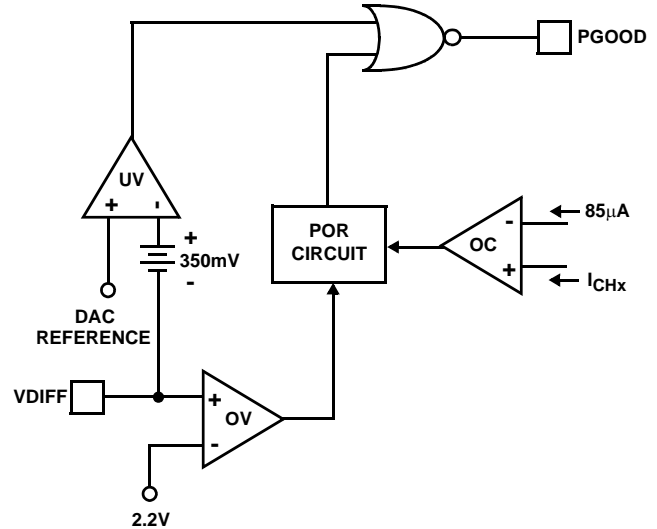 PGOOD
UV
+
-
+
350mV
-
DAC
REFERENCE
POR
CIRCUIT
-
OC
+
85μA
ICHx
VDIFF
+
OV
-
2.2V